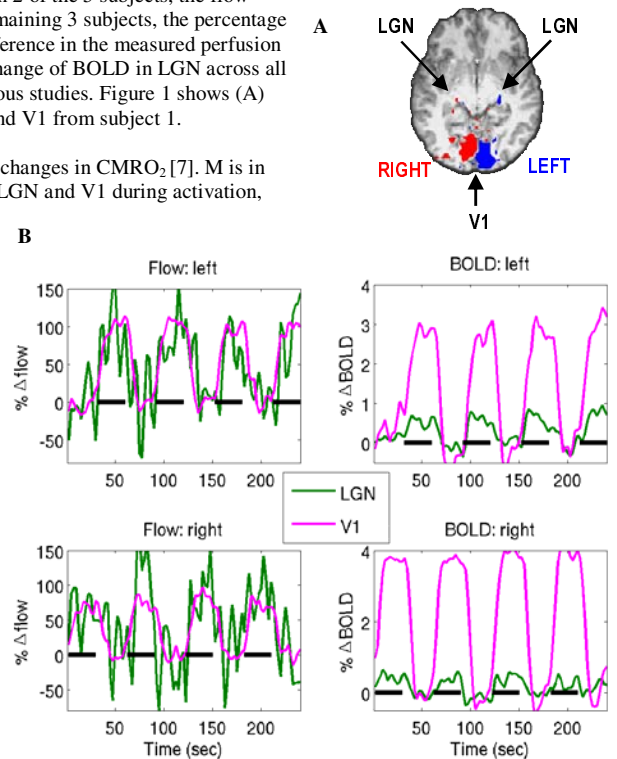 n 2 of the 5 subjects, the flow
maining 3 subjects, the percentage
ference in the measured perfusion
hange of BOLD in LGN across all
ous studies. Figure 1 shows (A)
nd V1 from subject 1.
changes in CMRO2 [7]. M is in
LGN and V1 during activation,
A
LGN
LGN
RIGHT
LEFT
V1
B
Flow: left
150
100
50
0
-50
% Δflow
50 100 150 200
BOLD: left
4
3
2
1
0
% ΔBOLD
50 100 150 200
LGN
V1
Flow: right
150
100
50
0
-50
% Δflow
50 100 150 200
Time (sec)
BOLD: right
4
2
0
% ΔBOLD
50 100 150 200
Time (sec)